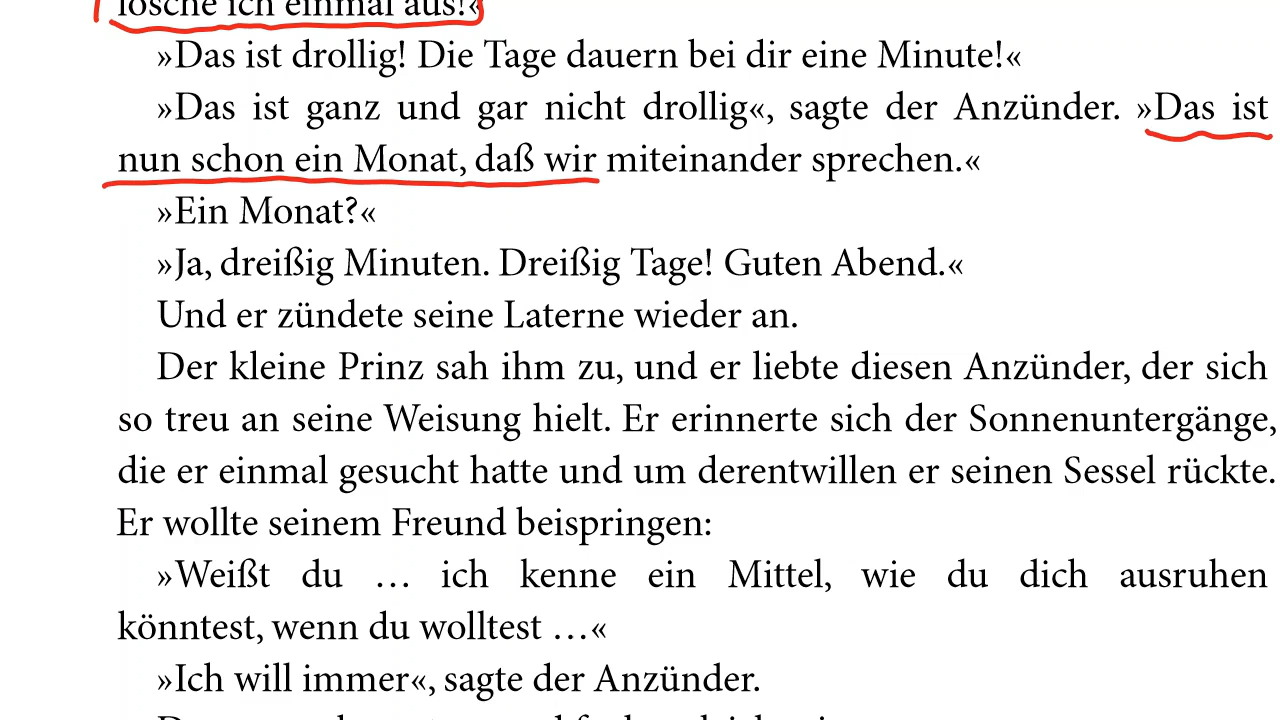 lösche ich einmal aus!«
»Das ist drollig! Die Tage dauern bei dir eine Minute!«
»Das ist ganz und gar nicht drollig«, sagte der Anzünder. »Das ist
nun schon ein Monat, daß wir miteinander sprechen.«
»Ein Monat?«
»Ja, dreißig Minuten. Dreißig Tage! Guten Abend.«
Und er zündete seine Laterne wieder an.
Der kleine Prinz sah ihm zu, und er liebte diesen Anzünder, der sich
so treu an seine Weisung hielt. Er erinnerte sich der Sonnenuntergänge,
die er einmal gesucht hatte und um derentwillen er seinen Sessel rückte.
Er wollte seinem Freund beispringen:
»Weißt du … ich kenne ein Mittel, wie du dich ausruhen
könntest, wenn du wolltest …«
»Ich will immer«, sagte der Anzünder.